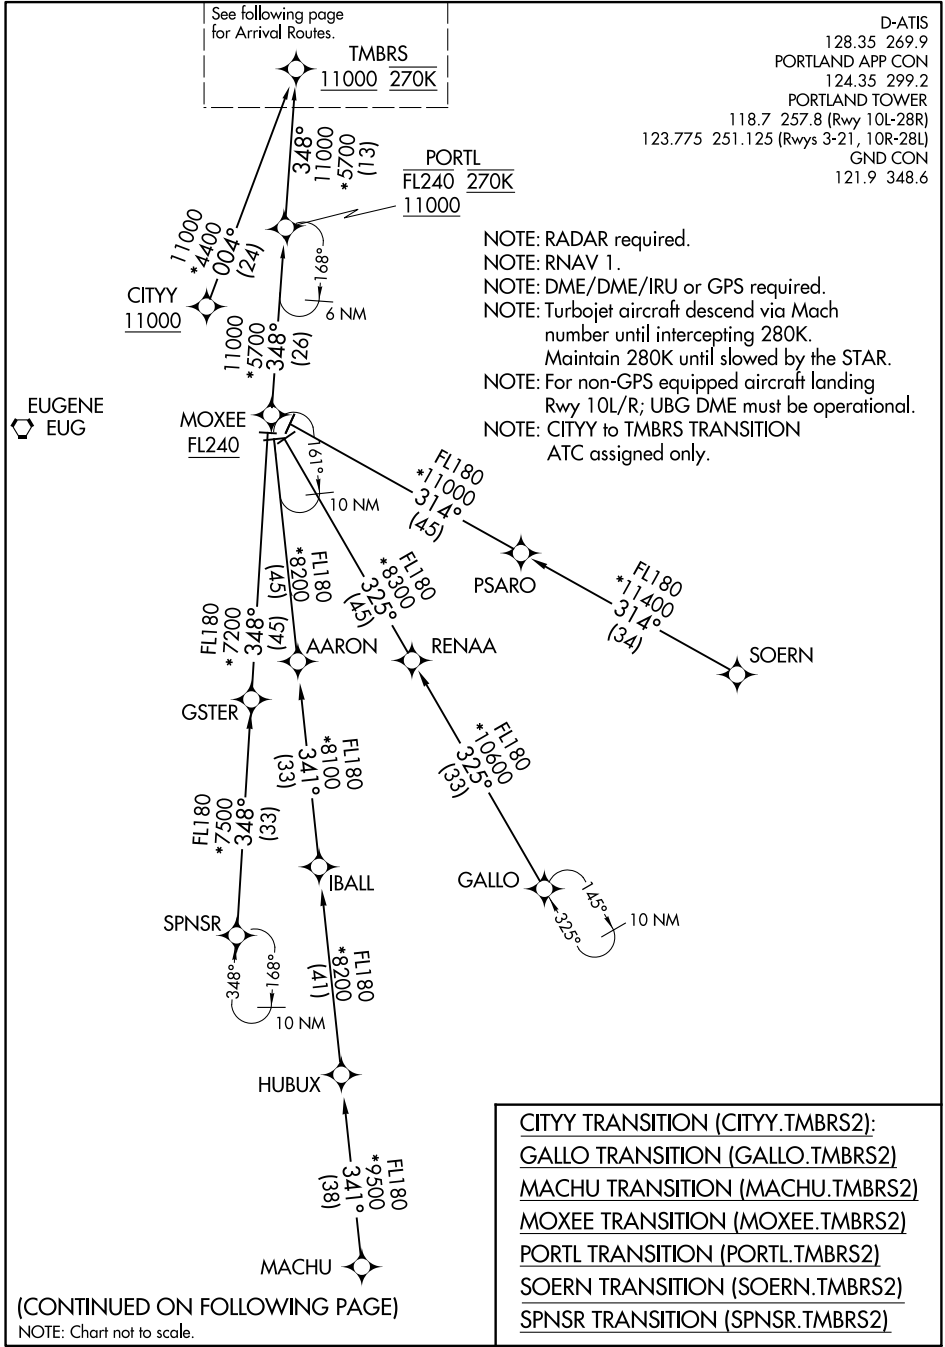 See following page
for Arrival Routes.
TMBRS
11000 270K
D-ATIS
128.35 269.9
PORTLAND APP CON
124.35 299.2
PORTLAND TOWER
118.7 257.8 (Rwy 10L-28R)
123.775 251.125 (Rwys 3-21, 10R-28L)
GND CON
121.9 348.6
348°
11000
*5700
(13)
PORTL
FL240 270K
11000
11000
*4400
004°
(24)
CITYY
11000
168°
6 NM
11000
*5700
348°
(26)
NOTE: RADAR required.
NOTE: RNAV 1.
NOTE: DME/DME/IRU or GPS required.
NOTE: Turbojet aircraft descend via Mach
number until intercepting 280K.
Maintain 280K until slowed by the STAR.
NOTE: For non-GPS equipped aircraft landing
Rwy 10L/R; UBG DME must be operational.
NOTE: CITYY to TMBRS TRANSITION
ATC assigned only.
EUGENE
EUG
MOXEE
FL240
161°
10 NM
FL180
*11000
314°
(45)
PSARO
FL180
*11400
314°
(34)
SOERN
FL180
*8200
(45)
FL180
*8300
325°
(45)
FL180
*7200
348°
(45)
AARON
RENAA
GSTER
FL180
*8100
341°
(33)
FL180
*10600
325°
(33)
FL180
*7500
348°
(33)
IBALL
GALLO
145°
325°
10 NM
SPNSR
348°
168°
10 NM
FL180
*8200
(41)
HUBUX
FL180
*9500
341°
(38)
MACHU
CITYY TRANSITION (CITYY.TMBRS2):
GALLO TRANSITION (GALLO.TMBRS2)
MACHU TRANSITION (MACHU.TMBRS2)
MOXEE TRANSITION (MOXEE.TMBRS2)
PORTL TRANSITION (PORTL.TMBRS2)
SOERN TRANSITION (SOERN.TMBRS2)
SPNSR TRANSITION (SPNSR.TMBRS2)
(CONTINUED ON FOLLOWING PAGE)
NOTE: Chart not to scale.